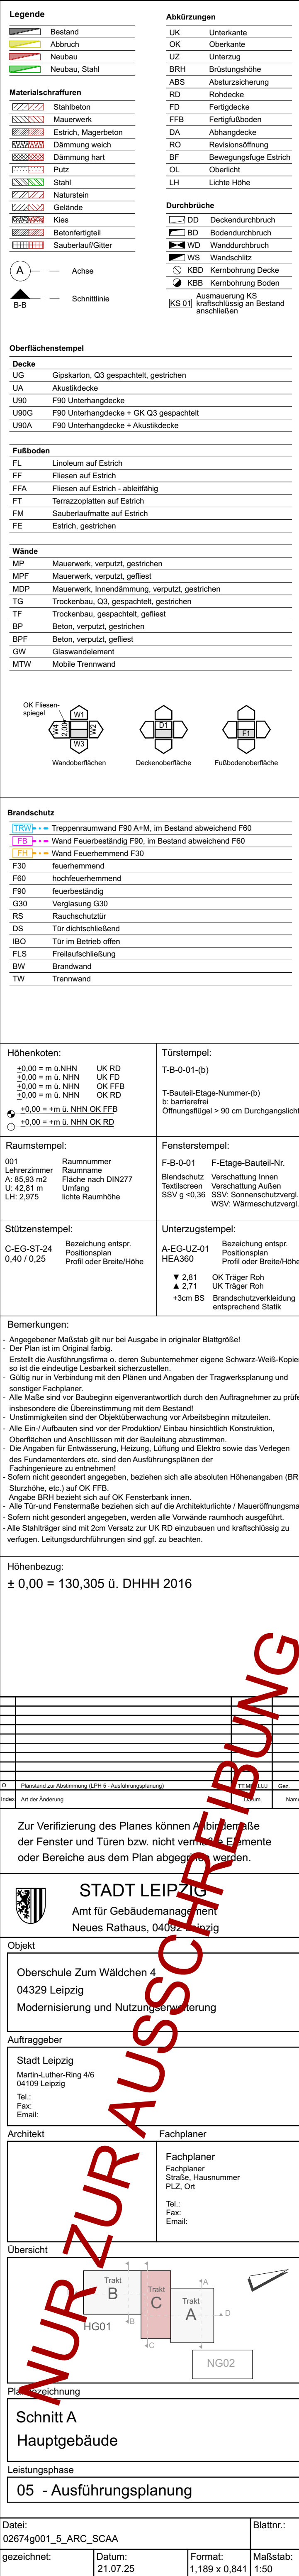 Legende
Bestand
Abbruch
Neubau
Neubau, Stahl
Materialschraffuren
Stahlbeton
Mauerwerk
Estrich, Magerbeton
Dämmung weich
Dämmung hart
Putz
Stahl
Naturstein
Gelände
Kies
Betonfertigteil
Sauberlauf/Gitter
A Achse
B-B Schnittlinie
Abkürzungen
UK Unterkante
OK Oberkante
UZ Unterzug
BRH Brüstungshöhe
ABS Absturzsicherung
RD Rohdecke
FD Fertigdecke
FFB Fertigfußboden
DA Abhangdecke
RO Revisionsöffnung
BF Bewegungsfuge Estrich
OL Oberlicht
LH Lichte Höhe
Durchbrüche
DD Deckendurchbruch
BD Bodendurchbruch
WD Wanddurchbruch
WS Wandschlitz
KBD Kernbohrung Decke
KBB Kernbohrung Boden
KS 01 Ausmauerung KS
kraftschlüssig an Bestand
anschließen
Oberflächenstempel
Decke
UG Gipskarton, Q3 gespachtelt, gestrichen
UA Akustikdecke
U90 F90 Unterhangdecke
U90G F90 Unterhangdecke + GK Q3 gespachtelt
U90A F90 Unterhangdecke + Akustikdecke
Fußboden
FL Linoleum auf Estrich
FF Fliesen auf Estrich
FFA Fliesen auf Estrich - ableitfähig
FT Terrazzoplatten auf Estrich
FM Sauberlaufmatte auf Estrich
FE Estrich, gestrichen
Wände
MP Mauerwerk, verputzt, gestrichen
MPF Mauerwerk, verputzt, gefliest
MDP Mauerwerk, Innendämmung, verputzt, gestrichen
TG Trockenbau, Q3, gespachtelt, gestrichen
TF Trockenbau, gespachtelt, gefliest
BP Beton, verputzt, gestrichen
BPF Beton, verputzt, gefliest
GW Glaswandelement
MTW Mobile Trennwand
OK Fliesen-
spiegel
W1
W4
2,00
W2
W3
D1
F1
Wandoberflächen
Deckenoberfläche
Fußbodenoberfläche
Brandschutz
TRW Treppenraumwand F90 A+M, im Bestand abweichend F60
FB Wand Feuerbeständig F90, im Bestand abweichend F60
FH Wand Feuerhemmend F30
F30 feuerhemmend
F60 hochfeuerhemmend
F90 feuerbeständig
G30 Verglasung G30
RS Rauchschutztür
DS Tür dichtschließend
IBO Tür im Betrieb offen
FLS Freilaufschließung
BW Brandwand
TW Trennwand
Höhenkoten:
+0,00 = m ü.NHN UK RD
+0,00 = m ü. NHN UK FD
+0,00 = m ü. NHN OK FFB
+0,00 = m ü. NHN OK RD
+0,00 = +m ü. NHN OK FFB
+0,00 = +m ü. NHN OK RD
Türstempel:
T-B-0-01-(b)
T-Bauteil-Etage-Nummer-(b)
b: barrierefrei
Öffnungsflügel > 90 cm Durchgangslicht
Raumstempel:
001 Raumnummer
Lehrerzimmer Raumname
A: 85,93 m2 Fläche nach DIN277
U: 42,81 m Umfang
LH: 2,975 lichte Raumhöhe
Fensterstempel:
F-B-0-01 F-Etage-Bauteil-Nr.
Blendschutz Verschattung Innen
Textilscreen Verschattung Außen
SSV g <0,36 SSV: Sonnenschutzvergl.
WSV: Wärmeschutzvergl.
Stützenstempel:
C-EG-ST-24 Bezeichung entspr.
Positionsplan
0,40 / 0,25 Profil oder Breite/Höhe
Unterzugstempel:
A-EG-UZ-01 Bezeichung entspr.
Positionsplan
HEA360 Profil oder Breite/Höhe
▼ 2,81 OK Träger Roh
▲ 2,71 UK Träger Roh
+3cm BS Brandschutzverkleidung
entsprechend Statik
Bemerkungen:
- Angegebener Maßstab gilt nur bei Ausgabe in originaler Blattgröße!
- Der Plan ist im Original farbig.
Erstellt die Ausführungsfirma o. deren Subunternehmer eigene Schwarz-Weiß-Kopien
so ist die eindeutige Lesbarkeit sicherzustellen.
- Gültig nur in Verbindung mit den Plänen und Angaben der Tragwerksplanung und
sonstiger Fachplaner.
- Alle Maße sind vor Baubeginn eigenverantwortlich durch den Auftragnehmer zu prüfe
insbesondere die Übereinstimmung mit dem Bestand!
- Unstimmigkeiten sind der Objektüberwachung vor Arbeitsbeginn mitzuteilen.
- Alle Ein-/ Aufbauten sind vor der Produktion/ Einbau hinsichtlich Konstruktion,
Oberflächen und Anschlüssen mit der Bauleitung abzustimmen.
- Die Angaben für Entwässerung, Heizung, Lüftung und Elektro sowie das Verlegen
des Fundamenterders etc. sind den Ausführungsplänen der
Fachingenieure zu entnehmen!
- Sofern nicht gesondert angegeben, beziehen sich alle absoluten Höhenangaben (BR
Sturzhöhe, etc.) auf OK FFB.
Angabe BRH bezieht sich auf OK Fensterbank innen.
- Alle Tür-und Fenstermaße beziehen sich auf die Architekturlichte / Maueröffnungsma
- Sofern nicht gesondert angegeben, werden alle Vorwände raumhoch ausgeführt.
- Alle Stahlträger sind mit 2cm Versatz zur UK RD einzubauen und kraftschlüssig zu
verfugen. Leitungsdurchführungen sind ggf. zu beachten.
Höhenbezug:
± 0,00 = 130,305 ü. DHHH 2016
O Planstand zur Abstimmung (LPH 5 - Ausführungsplanung) TT.MM.JJJJ Gez.
Index Art der Änderung Datum Name
Zur Verifizierung des Planes können Anbindemaße
der Fenster und Türen bzw. nicht vermaßte Elemente
oder Bereiche aus dem Plan abgegriffen werden.
STADT LEIPZIG
Amt für Gebäudemanagement
Neues Rathaus, 04092 Leipzig
Objekt
Oberschule Zum Wäldchen 4
04329 Leipzig
Modernisierung und Nutzungserweiterung
Auftraggeber
Stadt Leipzig
Martin-Luther-Ring 4/6
04109 Leipzig
Tel.:
Fax:
Email:
Architekt
Fachplaner
Fachplaner
Fachplaner
Straße, Hausnummer
PLZ, Ort
Tel.:
Fax:
Email:
Übersicht
Trakt
B
Trakt
C
Trakt
A
HG01
NG02
A
B
C
D
Planbezeichnung
Schnitt A
Hauptgebäude
Leistungsphase
05 - Ausführungsplanung
Datei:
02674g001_5_ARC_SCAA
Blattnr.:
gezeichnet:
Datum:
21.07.25
Format:
1,189 x 0,841
Maßstab:
1:50
NUR ZUR AUSSCHREIBUNG